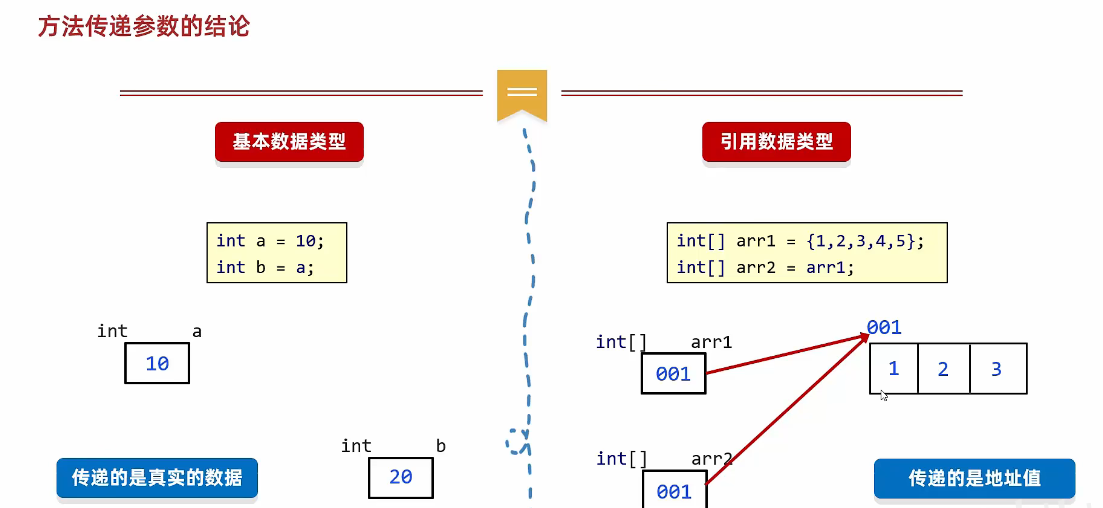 方法传递参数的结论
基本数据类型
引用数据类型
int a = 10;
int b = a;
int[] arr1 = {1,2,3,4,5};
int[] arr2 = arr1;
int a
10
int[] arr1
001
001
1 2 3
int b
20
int[] arr2
001
传递的是真实的数据
传递的是地址值